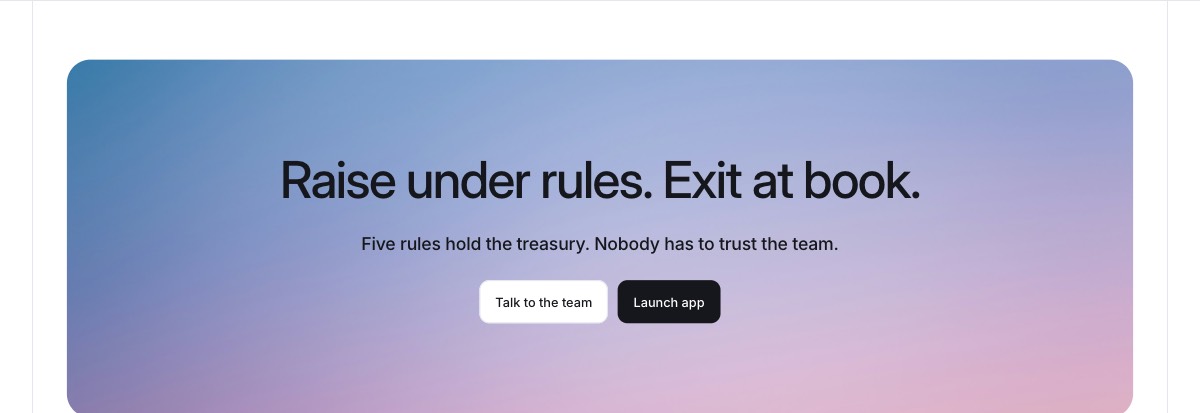 Raise under rules. Exit at book.
Five rules hold the treasury. Nobody has to trust the team.
Talk to the team
Launch app